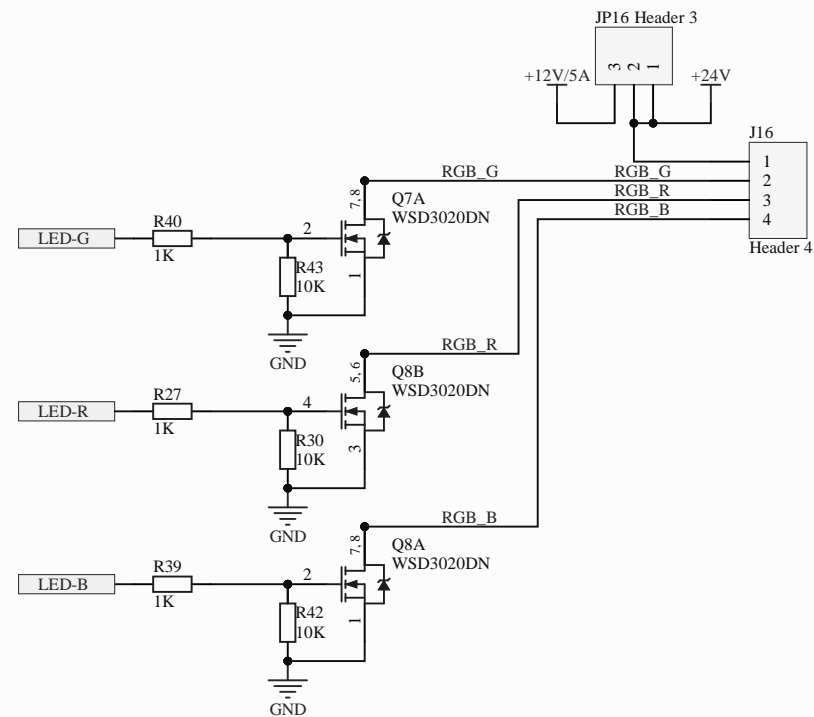 JP16 Header 3
3
2
1
+12V/5A
+24V
J16
1
2
3
4
Header 4
RGB_G
RGB_G
RGB_R
RGB_B
7, 8
Q7A
WSD3020DN
LED-G
R40
1K
2
R43
10K
1
GND
RGB_R
5, 6
Q8B
WSD3020DN
LED-R
R27
1K
4
R30
10K
3
GND
RGB_B
7, 8
Q8A
WSD3020DN
LED-B
R39
1K
2
R42
10K
1
GND